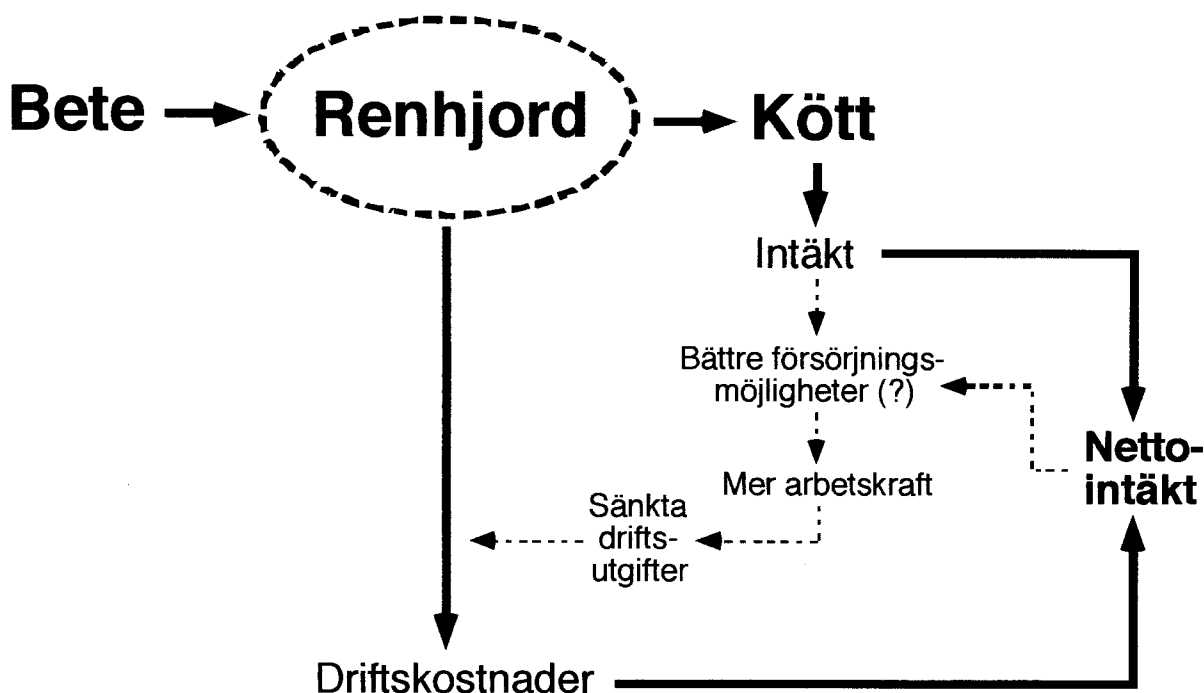 Bete
Renhjord
Kött
Intäkt
Bättre försörjnings-
möjligheter (?)
Netto-
intäkt
Mer arbetskraft
Sänkta
drifts-
utgifter
Driftskostnader